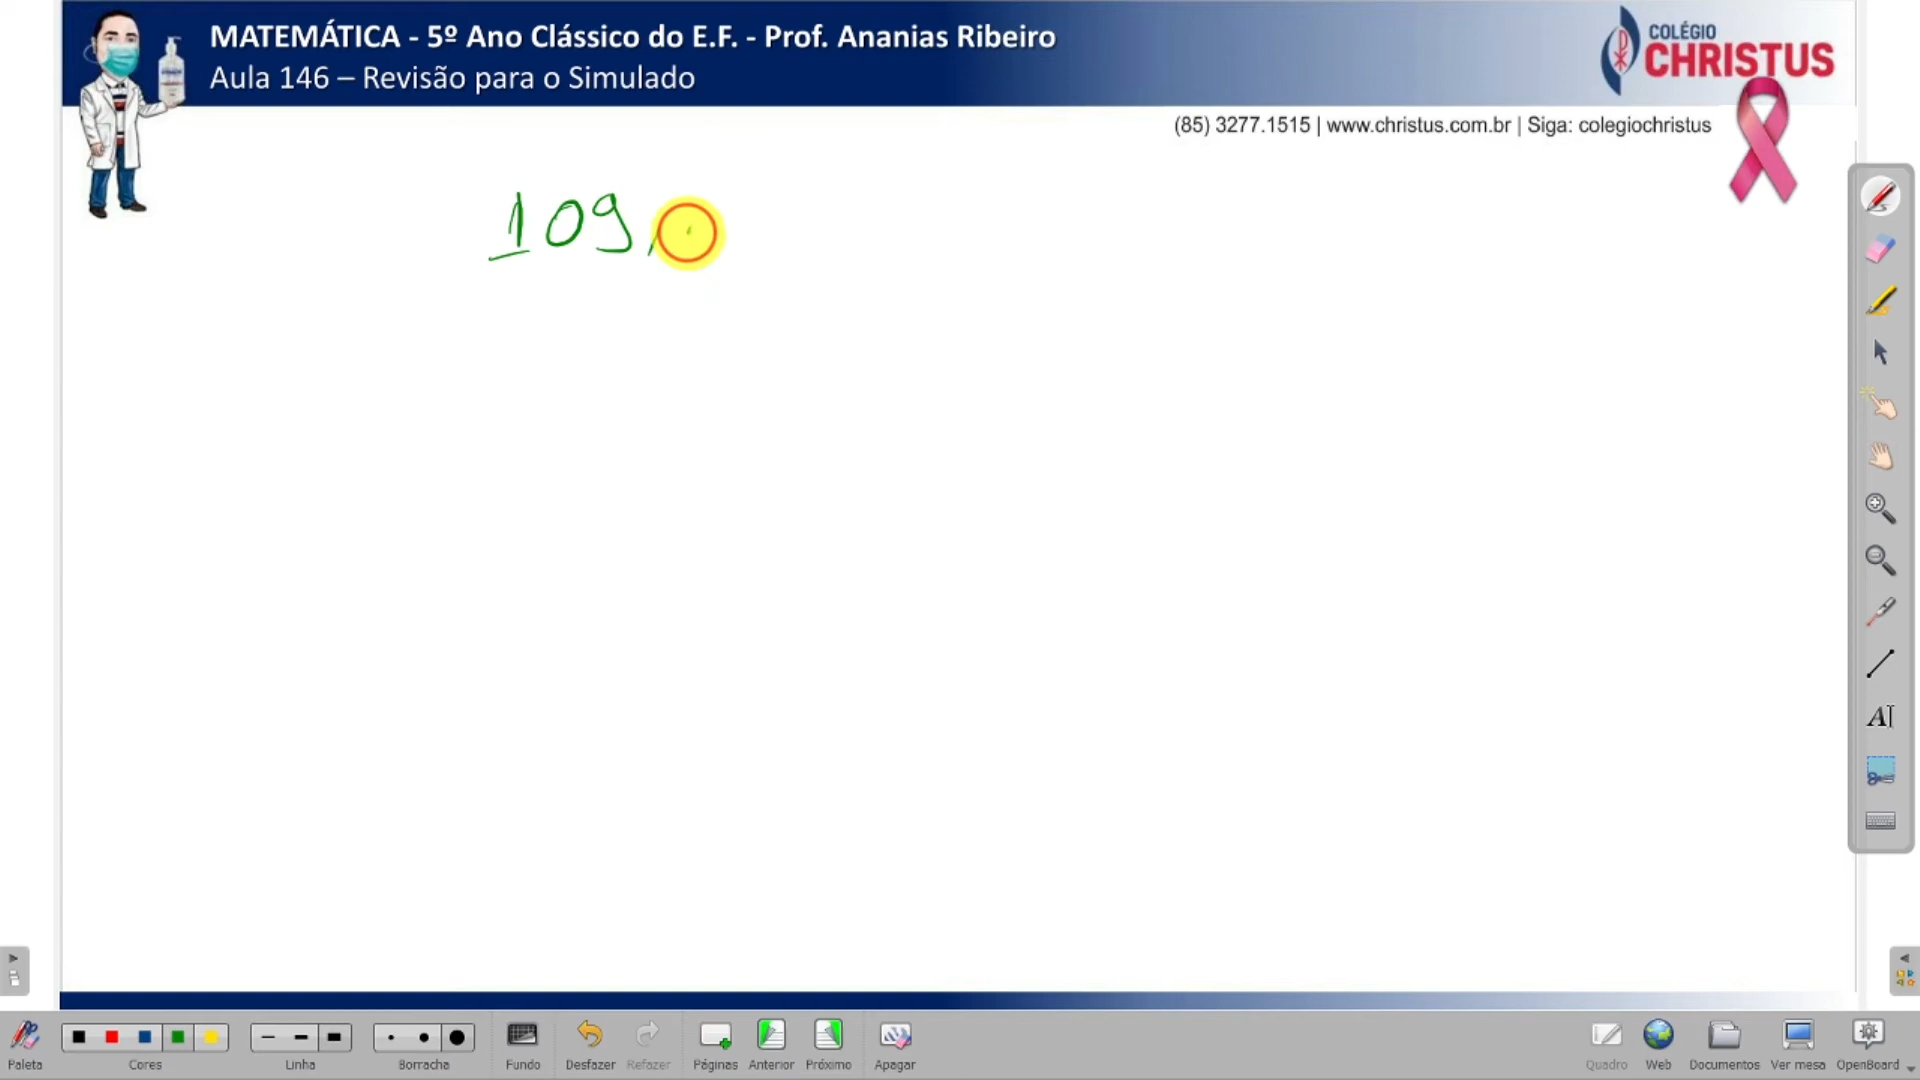 MATEMÁTICA - 5º Ano Clássico do E.F. - Prof. Ananias Ribeiro
Aula 146 – Revisão para o Simulado
COLÉGIO
CHRISTUS
(85) 3277.1515 | www.christus.com.br | Siga: colegiochristus
109,
Paleta
Cores
Linha
Borracha
Fundo
Desfazer
Refazer
Páginas
Anterior
Próximo
Apagar
Quadro
Web
Documentos
Ver mesa
OpenBoard